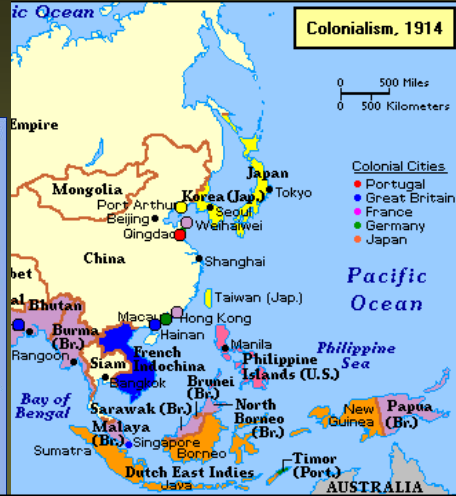 ic Ocean
Colonialism, 1914
0 500 Miles
0 500 Kilometers
Empire
Mongolia
Japan
Tokyo
Korea (Jap.)
Port Arthur
Seoul
Beijing
Weihaiwei
Qingdao
Colonial Cities
Portugal
Great Britain
France
Germany
Japan
China
Shanghai
Pacific
Ocean
bet
al
Bhutan
Taiwan (Jap.)
Macau
Hong Kong
Burma
(Br.)
Hainan
Rangoon
Siam
French
Indochina
Manila
Philippine
Sea
Philippine
Islands (U.S.)
Bangkok
Brunei
(Br.)
Bay of
Bengal
Sarawak (Br.)
North
Borneo
(Br.)
New
Guinea
Papua
(Br.)
Malaya
(Br.)
Singapore
Sumatra
Borneo
Timor
(Port.)
Dutch East Indies
Java
AUSTRALIA